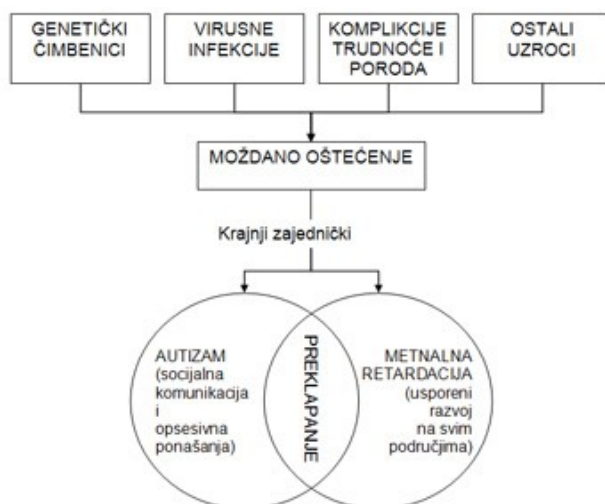 GENETIČKI
ČIMBENICI
VIRUSNE
INFEKCIJE
KOMPLIKCIJE
TRUDNOĆE I
PORODA
OSTALI
UZROCI
MOŽDANO OŠTEĆENJE
Krajnji zajednički
AUTIZAM
(socijalna
komunikacija
i
opsesivna
ponašanja)
PREKLAPANJE
METNALNA
RETARDACIJA
(usporeni
razvoj
na svim
područjima)